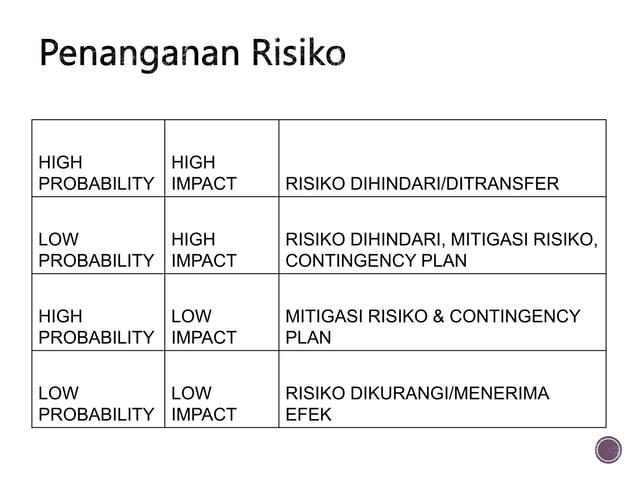 Penanganan Risiko
HIGH PROBABILITY HIGH IMPACT RISIKO DIHINDARI/DITRANSFER
LOW PROBABILITY HIGH IMPACT RISIKO DIHINDARI, MITIGASI RISIKO, CONTINGENCY PLAN
HIGH PROBABILITY LOW IMPACT MITIGASI RISIKO & CONTINGENCY PLAN
LOW PROBABILITY LOW IMPACT RISIKO DIKURANGI/MENERIMA EFEK